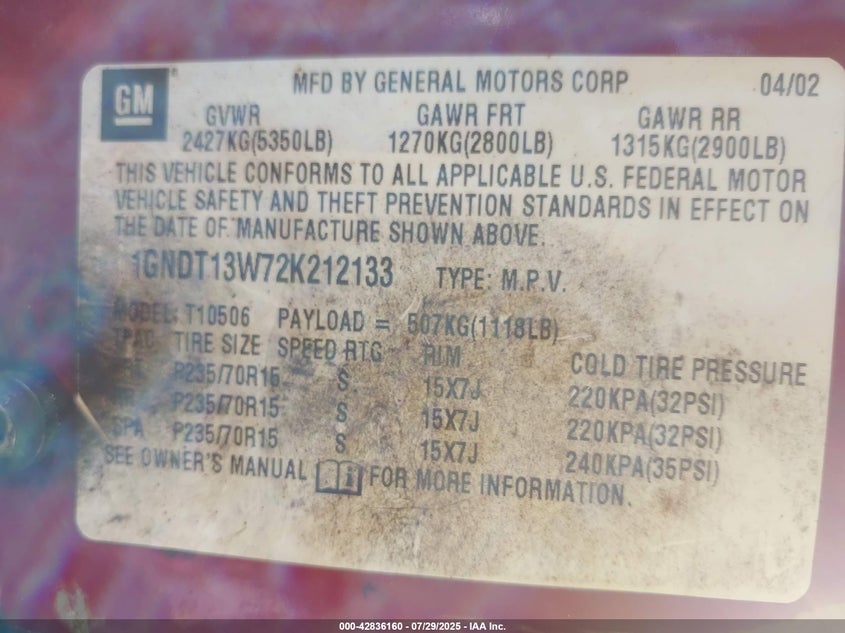 GM
MFD BY GENERAL MOTORS CORP 04/02
GVWR GAWR FRT GAWR RR
2427KG(5350LB) 1270KG(2800LB) 1315KG(2900LB)
THIS VEHICLE CONFORMS TO ALL APPLICABLE U.S. FEDERAL MOTOR
VEHICLE SAFETY AND THEFT PREVENTION STANDARDS IN EFFECT ON
THE DATE OF MANUFACTURE SHOWN ABOVE.
1GNDT13W72K212133 TYPE: M.P.V.
MODEL: T10506 PAYLOAD = 507KG(1118LB)
TIRE SIZE SPEED RTG RIM COLD TIRE PRESSURE
P235/70R15 S 15X7J 220KPA(32PSI)
P235/70R15 S 15X7J 220KPA(32PSI)
SPA P235/70R15 S 15X7J 240KPA(35PSI)
SEE OWNER'S MANUAL FOR MORE INFORMATION.
000-42836160 - 07/29/2025 - IAA Inc.